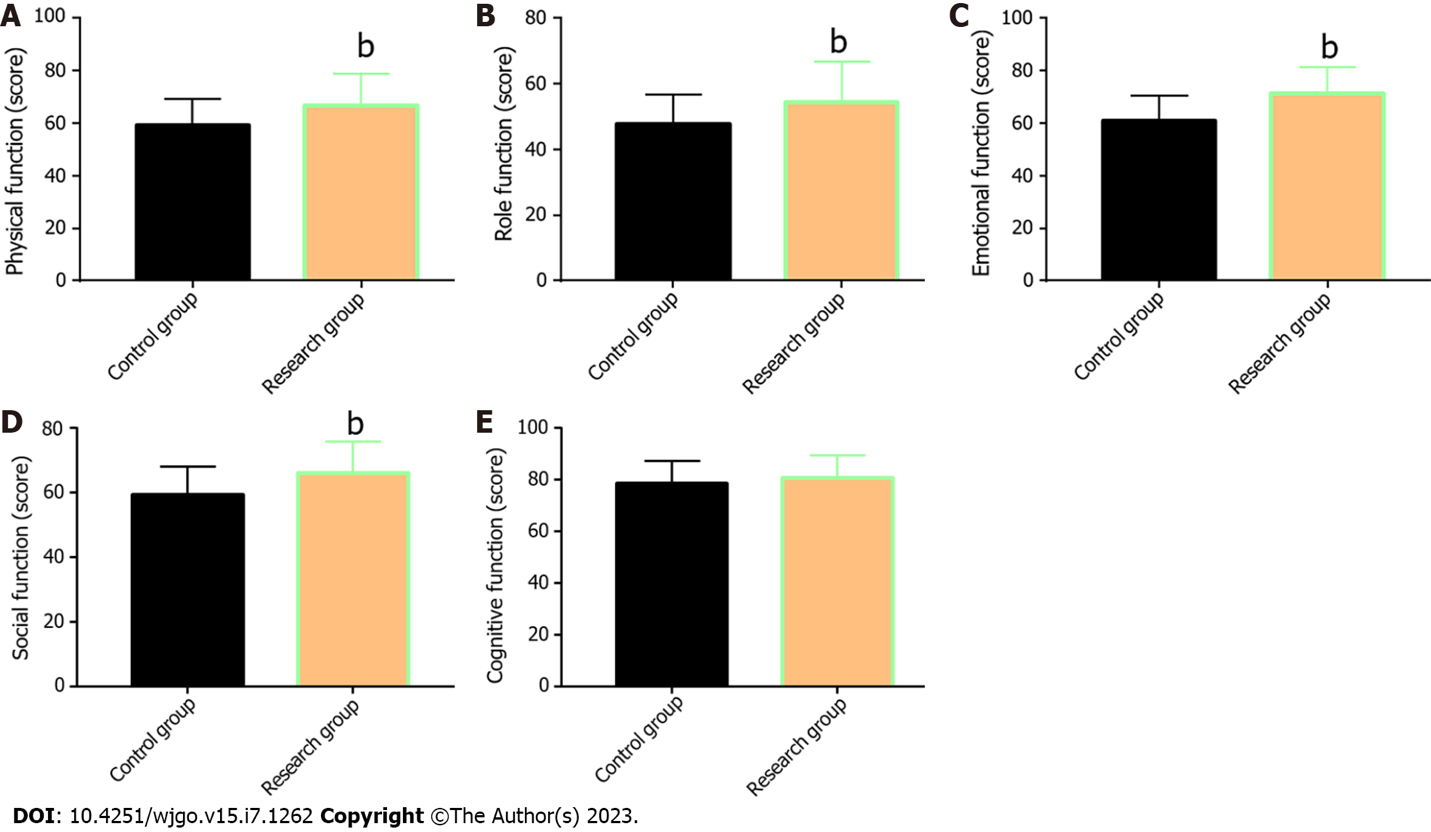 A
Physical function (score)
100
80
60
40
20
0
b
Control group
Research group
B
Role function (score)
80
60
40
20
0
b
Control group
Research group
C
Emotional function (score)
100
80
60
40
20
0
b
Control group
Research group
D
Social function (score)
80
60
40
20
0
b
Control group
Research group
E
Cognitive function (score)
100
80
60
40
20
0
Control group
Research group
DOI: 10.4251/wjgo.v15.i7.1262 Copyright ©The Author(s) 2023.